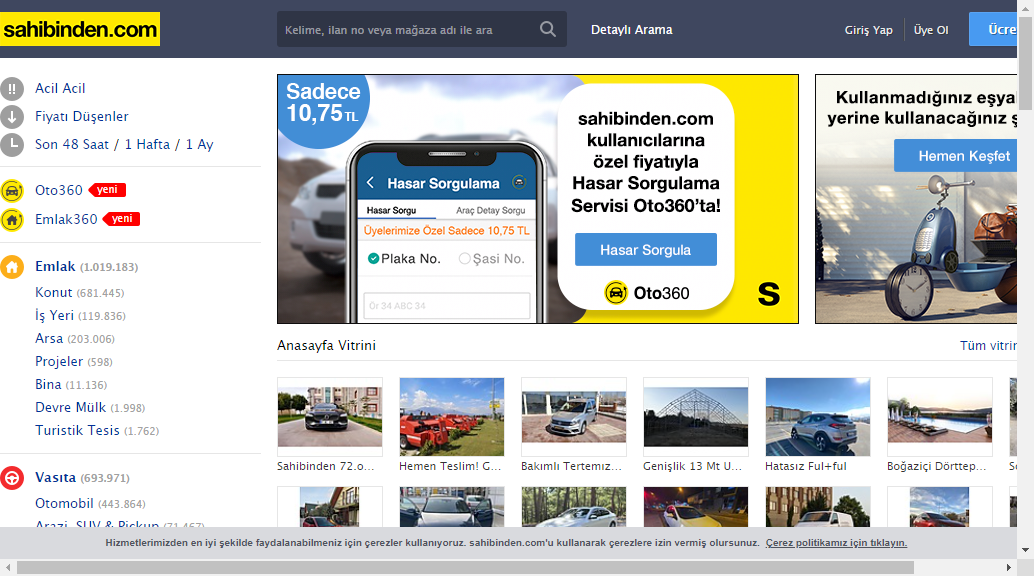 sahibinden.com
Kelime, ilan no veya mağaza adı ile ara
Detaylı Arama
Giriş Yap
Üye Ol
Ücre
Acil Acil
Fiyatı Düşenler
Son 48 Saat / 1 Hafta / 1 Ay
Oto360 yeni
Emlak360 yeni
Emlak (1.019.183)
Konut (681.445)
İş Yeri (119.836)
Arsa (203.006)
Projeler (598)
Bina (11.136)
Devre Mülk (1.998)
Turistik Tesis (1.762)
Vasıta (693.971)
Otomobil (443.864)
Arazi, SUV & Pickup (71.467)
Sadece
10,75 TL
Hasar Sorgulama
Hasar Sorgu
Araç Detay Sorgu
Üyelerimize Özel Sadece 10,75 TL
Plaka No.
Şasi No.
Ör 34 ABC 34
sahibinden.com
kullanıcılarına
özel fiyatıyla
Hasar Sorgulama
Servisi Oto360'ta!
Hasar Sorgula
Oto360
S
Kullanmadığınız eşya
yerine kullanacağınız ş
Hemen Keşfet
Anasayfa Vitrini
Tüm vitrin
Sahibinden 72.o...
Hemen Teslim! G...
Bakımlı Tertemiz...
Genişlik 13 Mt U...
Hatasız Ful+ful
Boğaziçi Dörttep...
Hizmetlerimizden en iyi şekilde faydalanabilmeniz için çerezler kullanıyoruz. sahibinden.com'u kullanarak çerezlere izin vermiş olursunuz. Çerez politikamız için tıklayın.